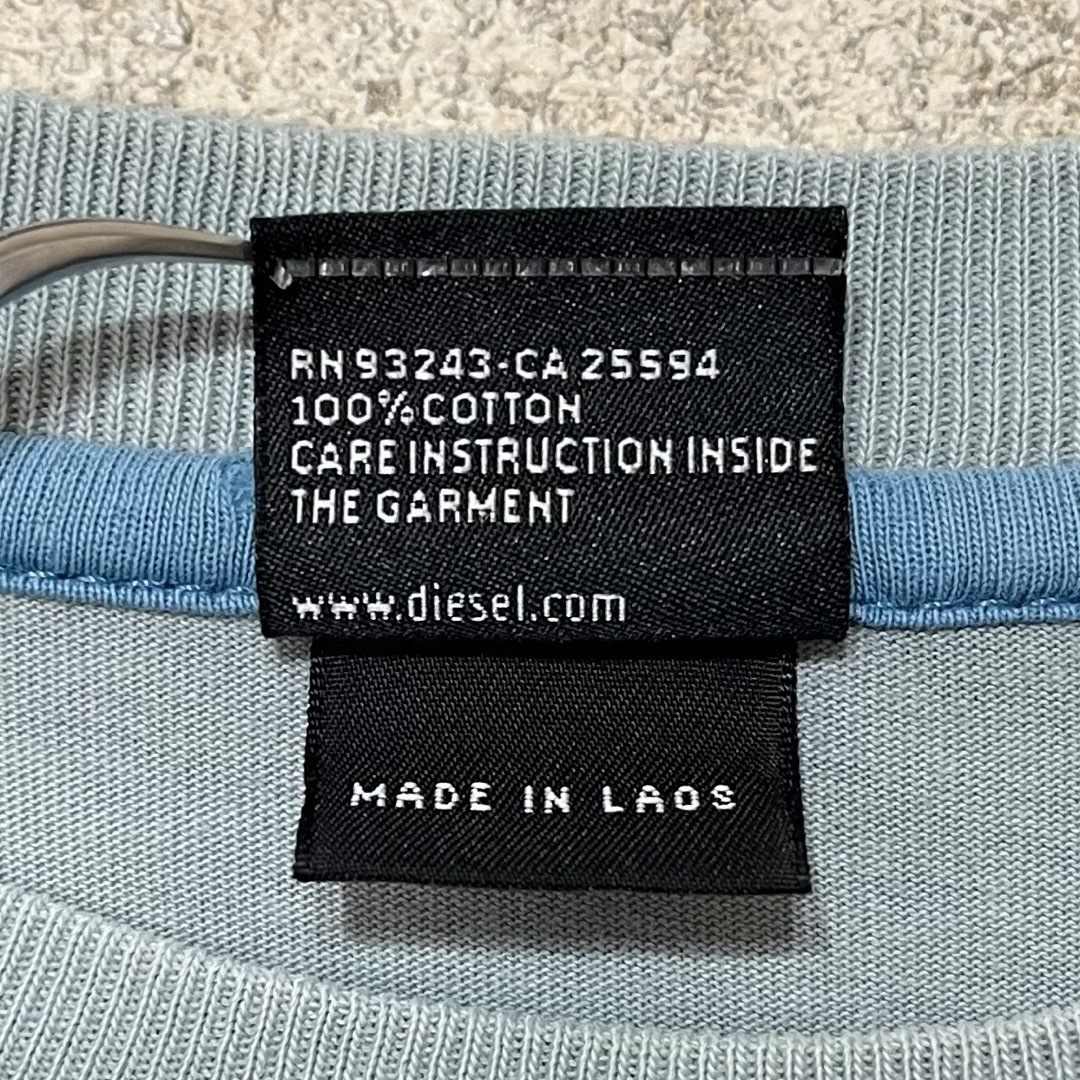 RN 93243-CA 25594
100% COTTON
CARE INSTRUCTION INSIDE
THE GARMENT
www.diesel.com
MADE IN LAOS